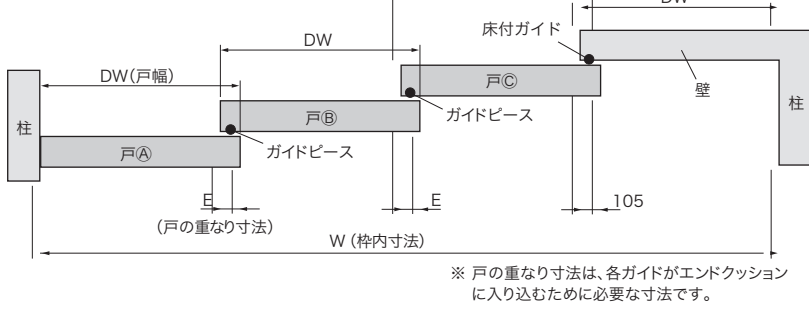 DW
床付ガイド
DW
DW(戸幅)
戸Ⓒ
壁
柱
戸Ⓑ
ガイドピース
柱
戸Ⓐ
ガイドピース
E
E
105
(戸の重なり寸法)
W (枠内寸法)
※ 戸の重なり寸法は、各ガイドがエンドクッション
に入り込むために必要な寸法です。